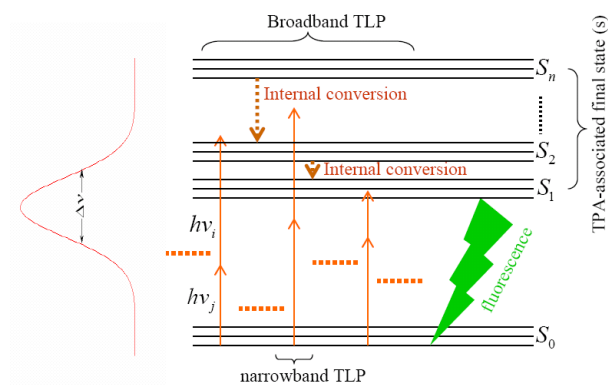 Broadband TLP
Sn
Internal conversion
S2
Internal conversion
S1
TPA-associated final state (s)
Δν
hνi
hνj
fluorescence
S0
narrowband TLP